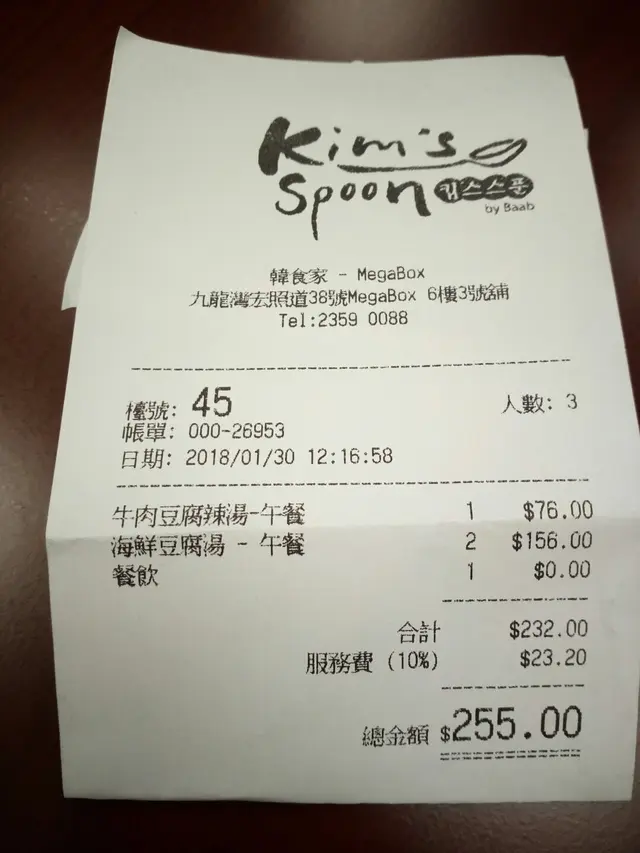 Kim's
Spoon 킴스스푼
by Baab
韓食家 - MegaBox
九龍灣宏照道38號MegaBox 6樓3號舖
Tel:2359 0088
檯號: 45 人數: 3
帳單: 000-26953
日期: 2018/01/30 12:16:58
牛肉豆腐辣湯-午餐 1 $76.00
海鮮豆腐湯 - 午餐 2 $156.00
餐飲 1 $0.00
合計 $232.00
服務費 (10%) $23.20
總金額 $255.00